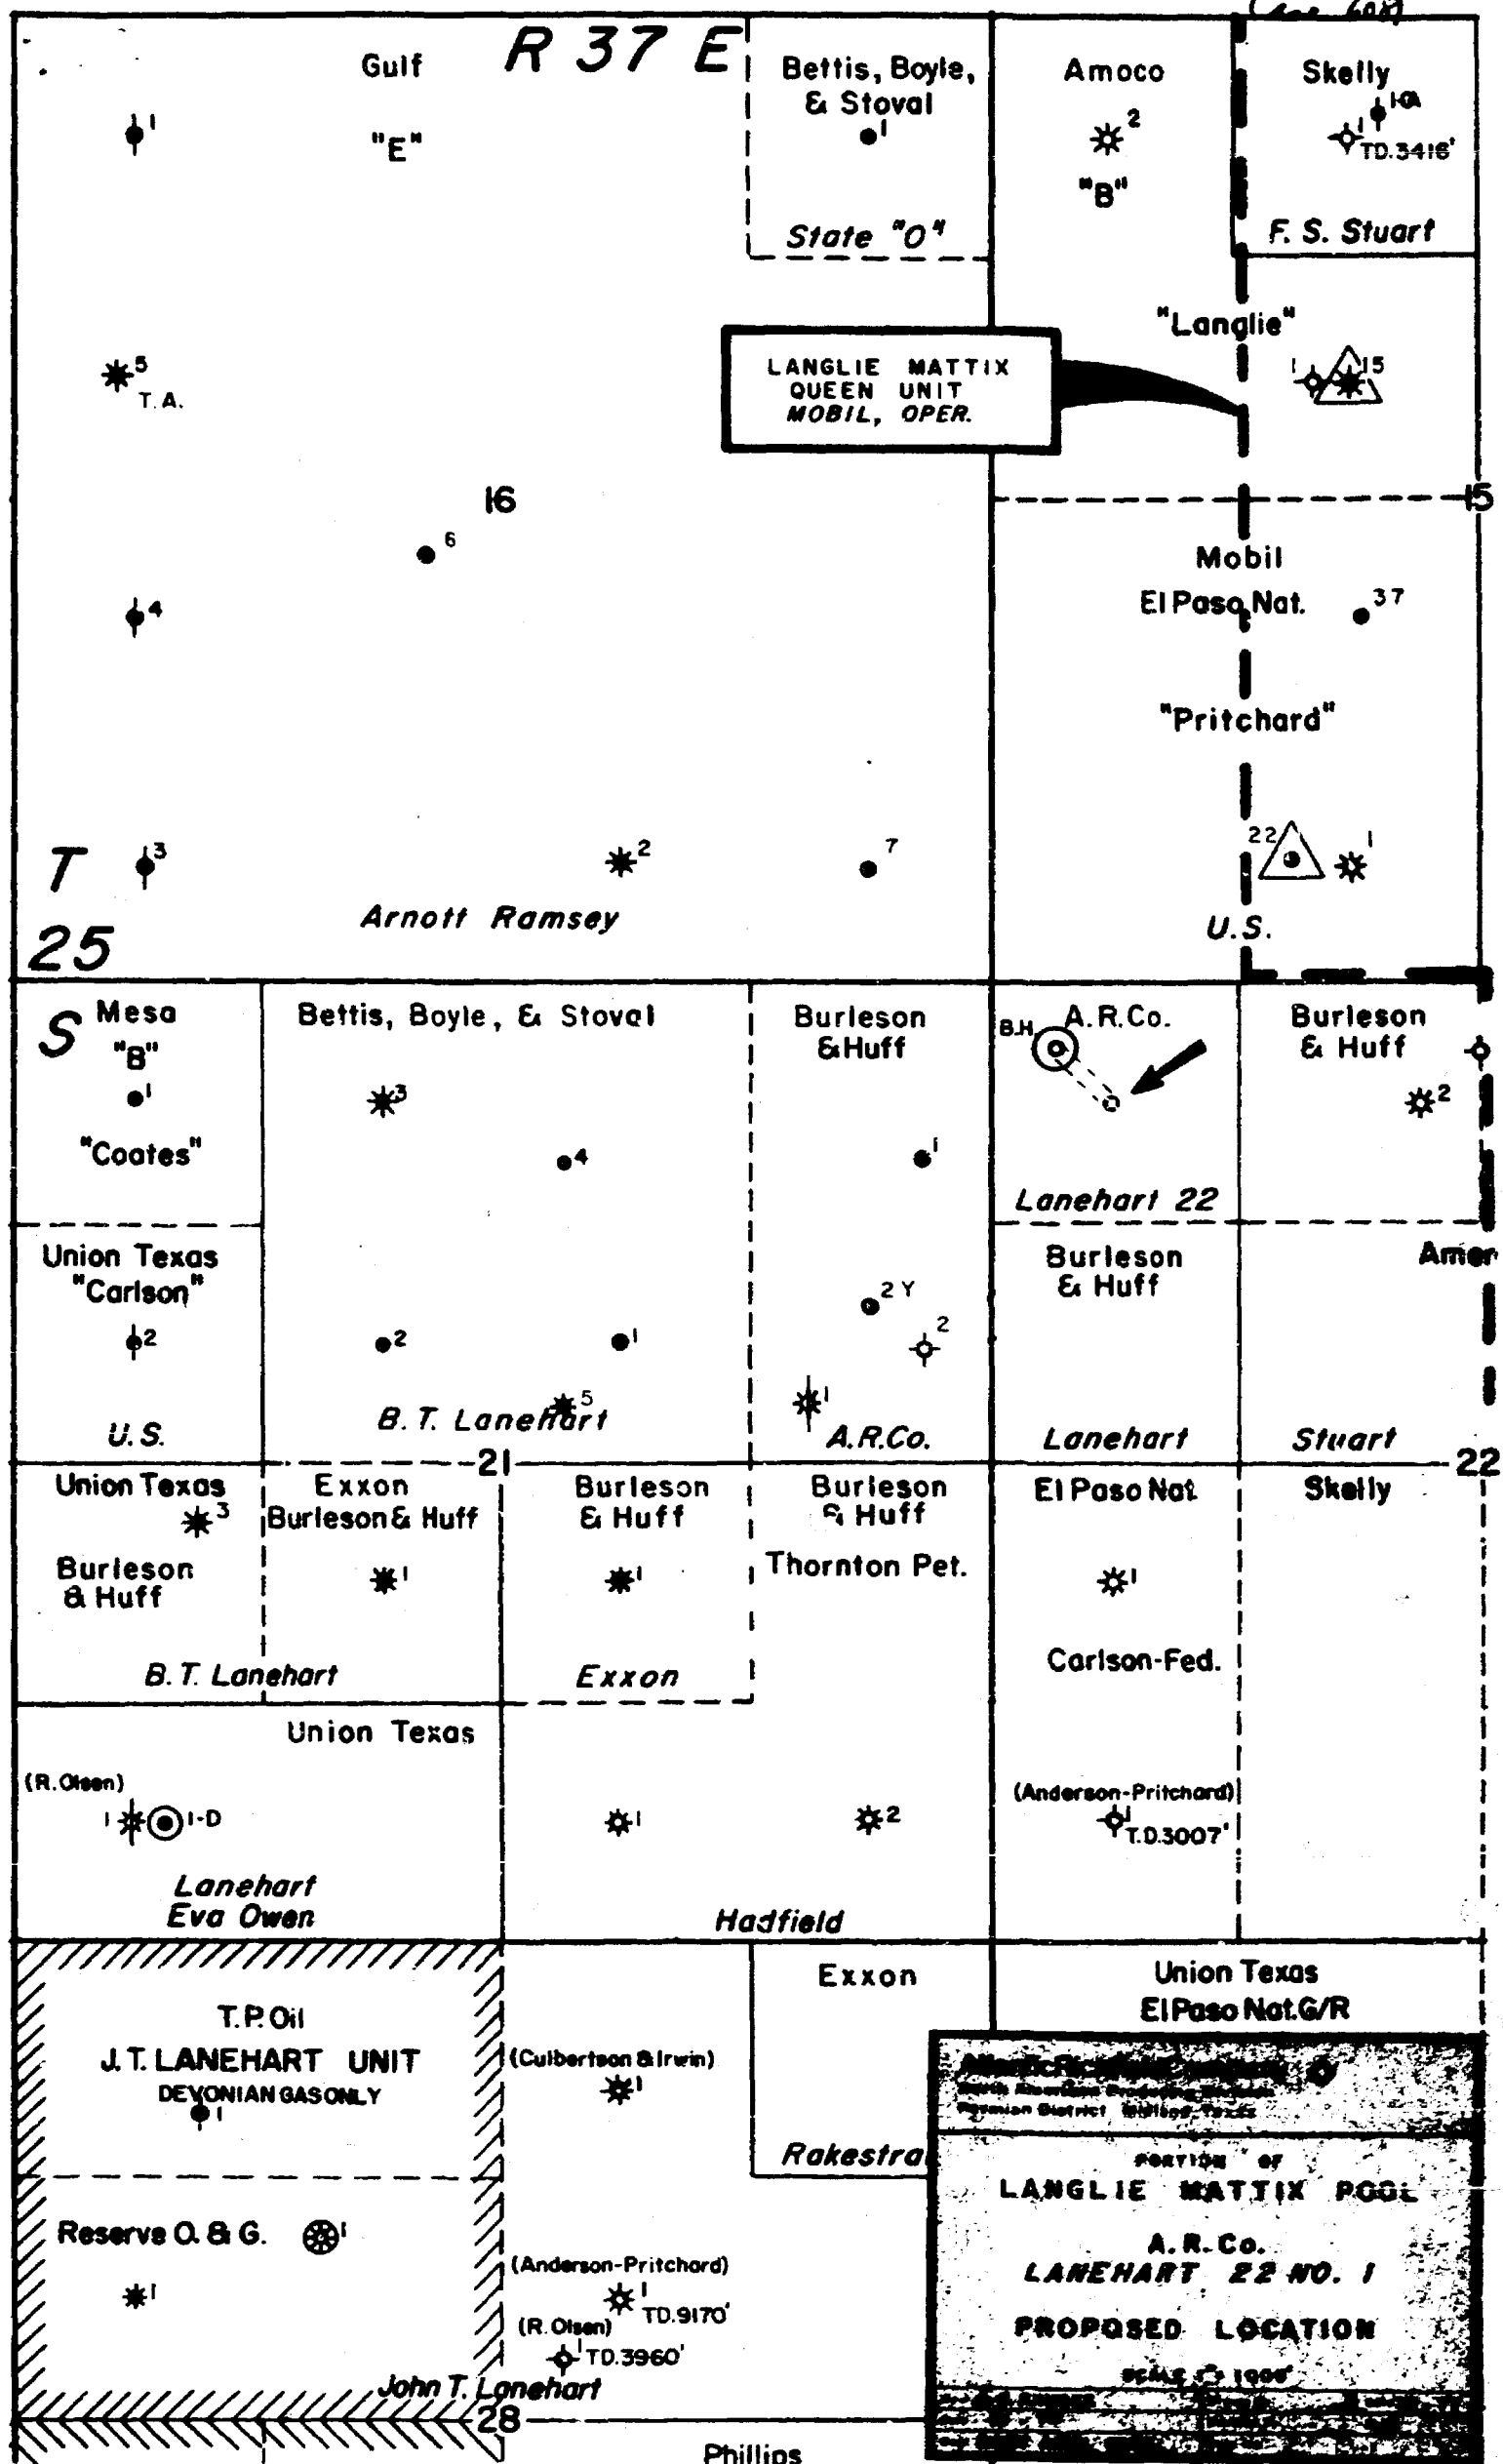 R 37 E
Gulf
"E"
1
Bettis, Boyle,
& Stoval
1
State "O"
Amoco
2
"B"
Skelly
1
TD.3416'
F. S. Stuart
"Langlie"
LANGLIE MATTIX
QUEEN UNIT
MOBIL, OPER.
5
T.A.
1
15
16
15
6
4
Mobil
El Paso Nat.
37
"Pritchard"
T
25
S
3
2
7
Arnott Ramsey
22
1
U.S.
Mesa
"B"
1
"Coates"
Bettis, Boyle, & Stoval
3
4
Burleson
& Huff
1
B.H.
A.R.Co.
Lanehart 22
Burleson
& Huff
2
Union Texas
"Carlson"
2
U.S.
2
1
5
B. T. Lanehart
2 Y
2
1
A.R.Co.
Burleson
& Huff
Lanehart
Amer
Stuart
21
22
Union Texas
3
Burleson
& Huff
Exxon
Burleson & Huff
1
B.T. Lanehart
Burleson
& Huff
1
Exxon
Burleson
& Huff
Thornton Pet.
El Paso Nat.
1
Carlson-Fed.
Skelly
Union Texas
(R. Olsen)
1
1-D
Lanehart
Eva Owen
1
2
Hadfield
(Anderson-Pritchard)
1
T.D.3007'
T.P. Oil
J.T. LANEHART UNIT
DEVONIAN GAS ONLY
1
(Culbertson & Irwin)
1
Exxon
Rakestra
Union Texas
El Paso Nat. G/R
Reserve O. & G.
1
1
(Anderson-Pritchard)
1
TD.9170'
(R. Olsen)
1
TD.3960'
John T. Lanehart
28
Phillips
Permian District Midland, Texas
PORTION OF
LANGLIE MATTIX POOL
A.R.Co.
LANEHART 22 NO. 1
PROPOSED LOCATION
SCALE 1" = 1000'